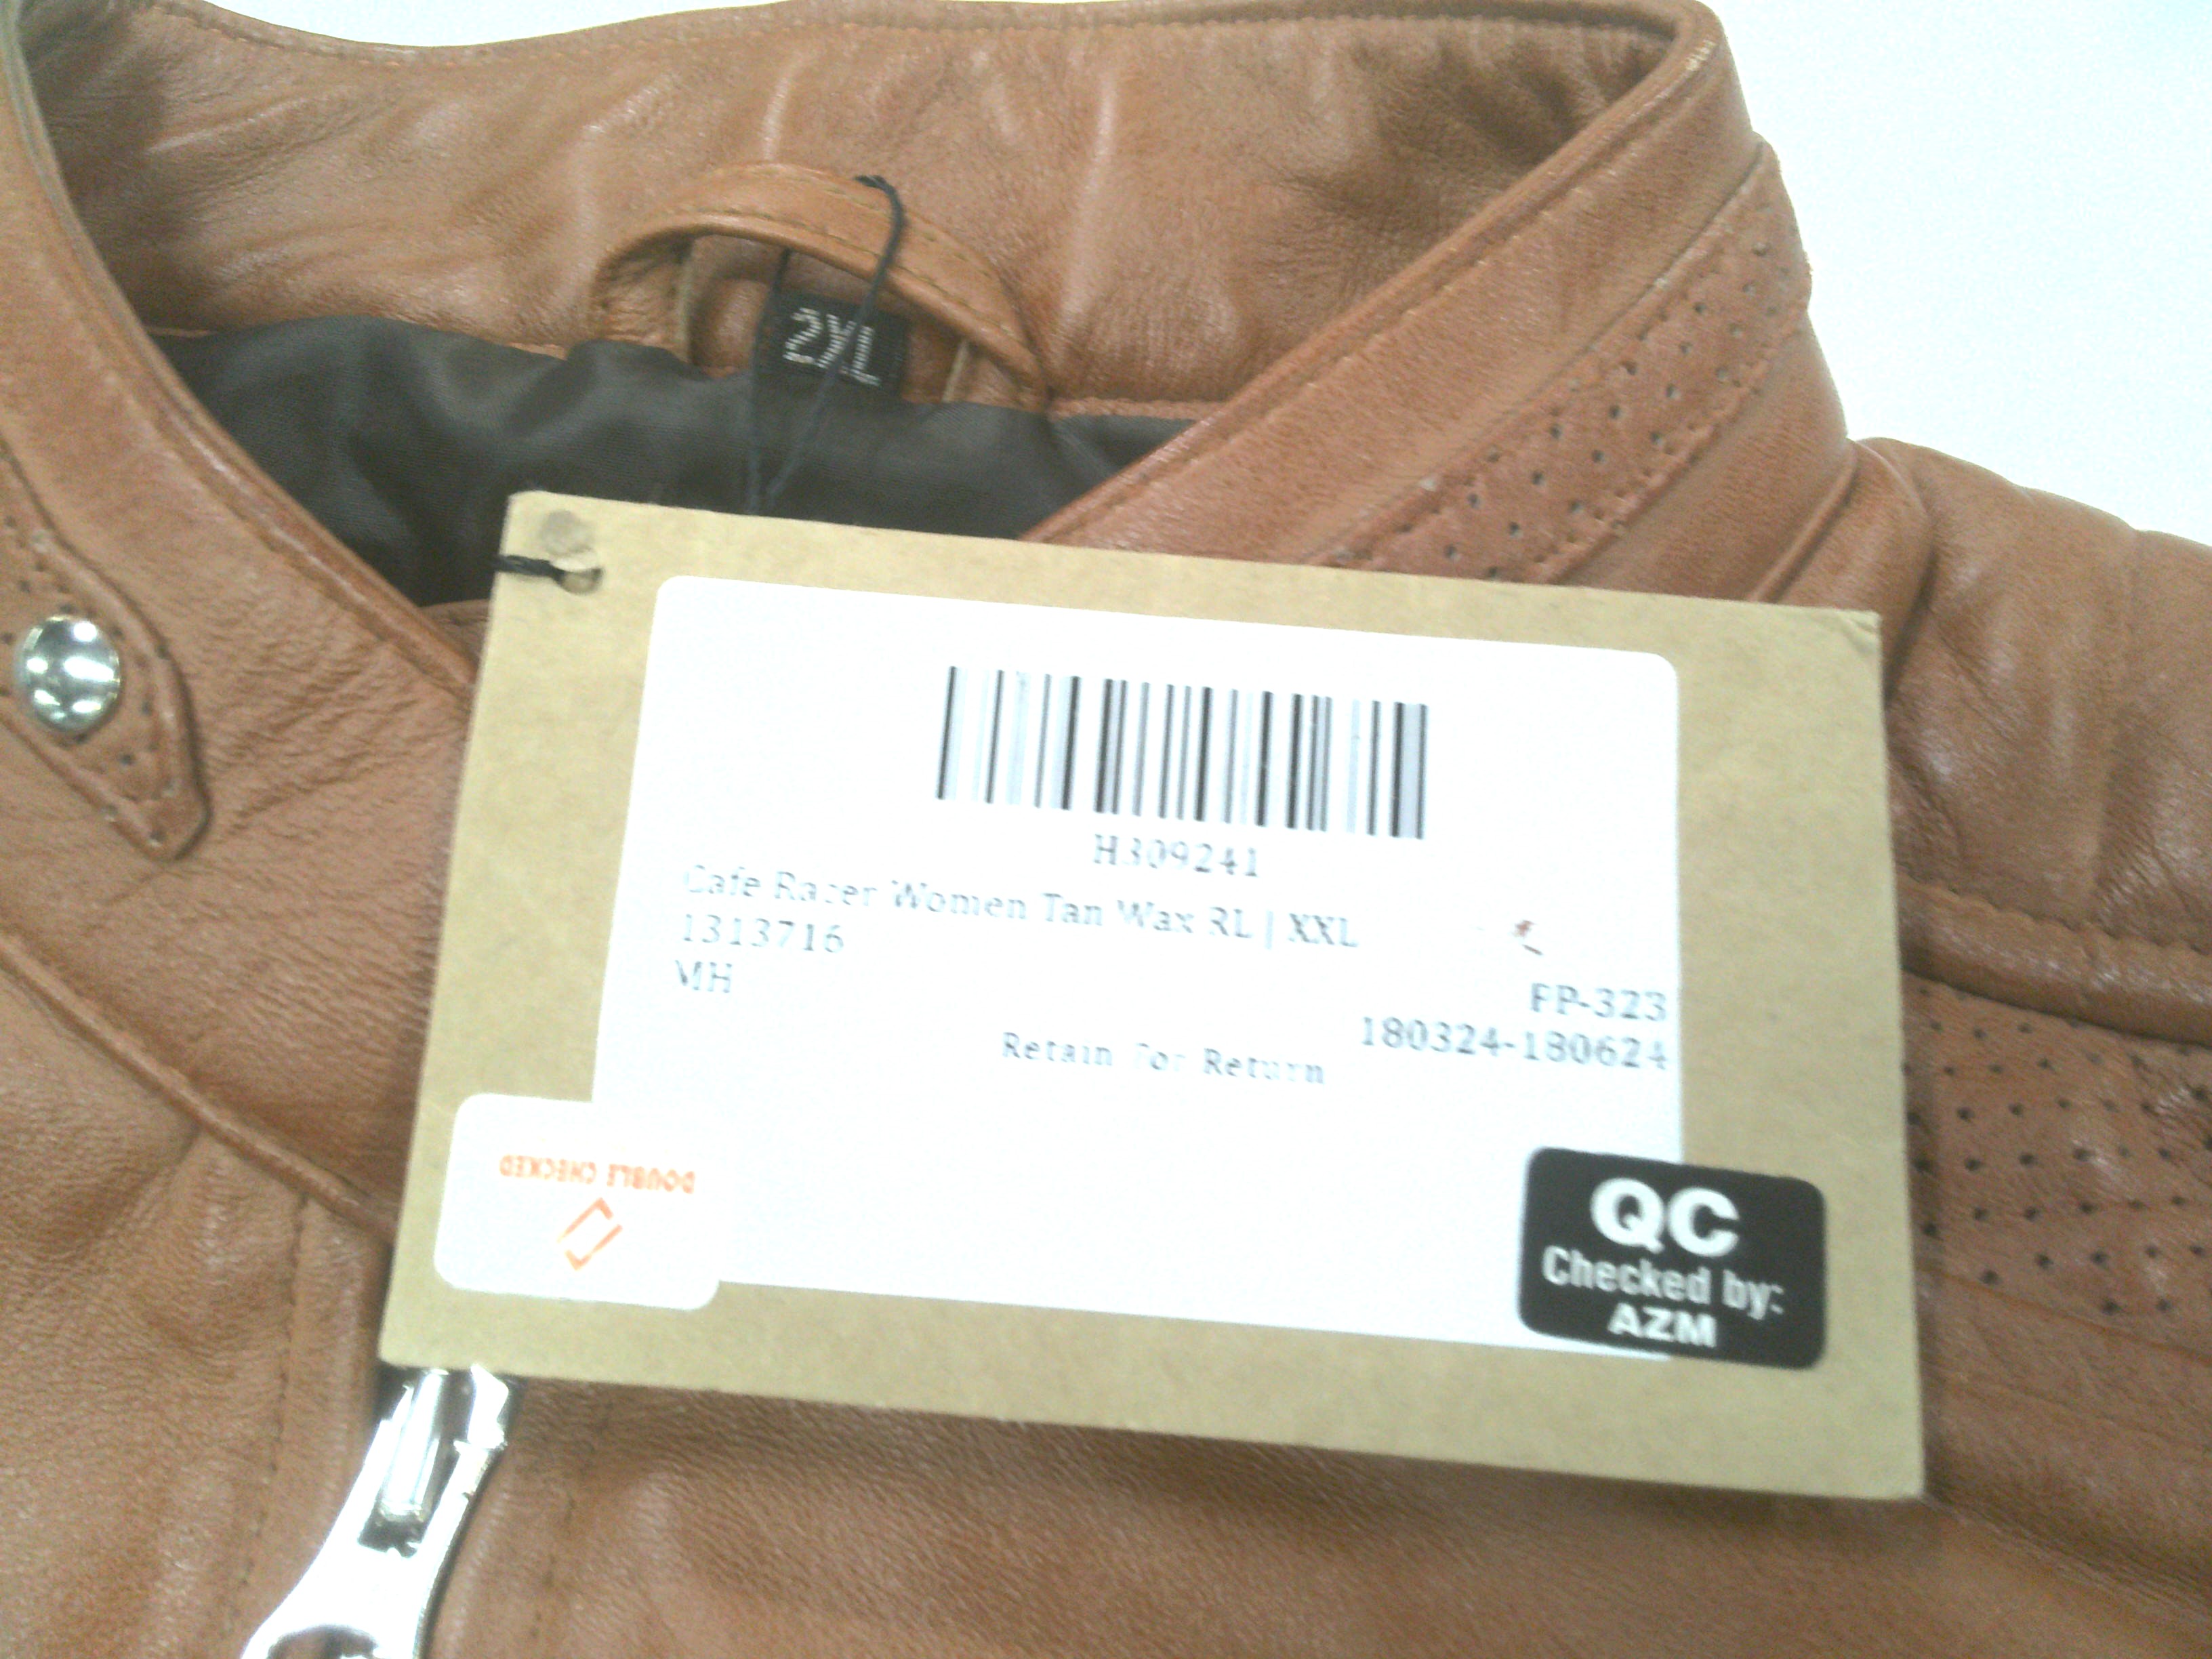 2XL
H309241
Cafe Racer Women Tan Wax RL | XXL
1313716
MH
FP-323
180324-180624
Retain For Return
DOUBLE CHECKED
QC
Checked by:
AZM